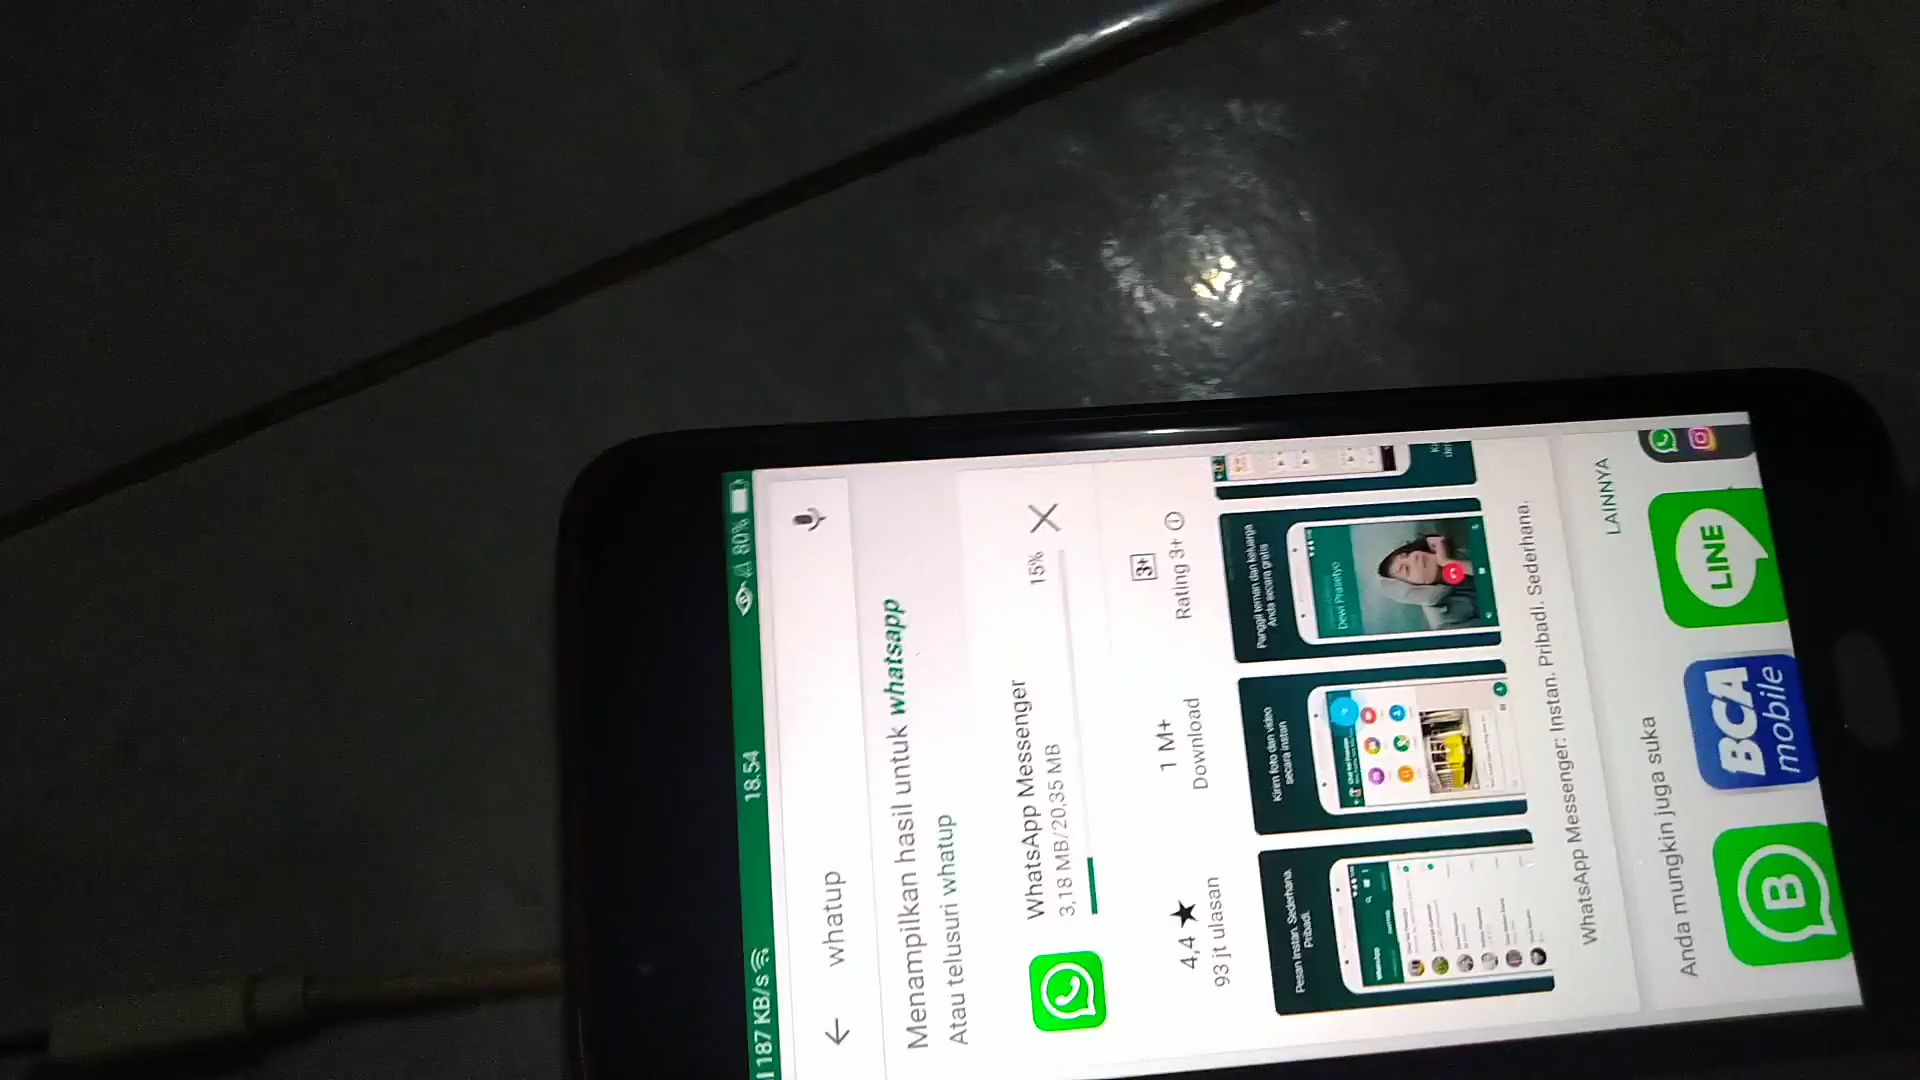 187 KB/s
18.54
80%
whatup
Menampilkan hasil untuk whatsapp
Atau telusuri whatup
WhatsApp Messenger
3,18 MB/20,35 MB
15%
4,4 ★
93 jt ulasan
1 M+
Download
3+
Rating 3+
Pesan Instan. Sederhana.
Pribadi.
Kirim foto dan video
secara instan
Panggil teman dan keluarga
Anda secara gratis
Dewi Prasetyo
WhatsApp Messenger: Instan. Pribadi. Sederhana.
Anda mungkin juga suka
LAINNYA
B
BCA
mobile
LINE